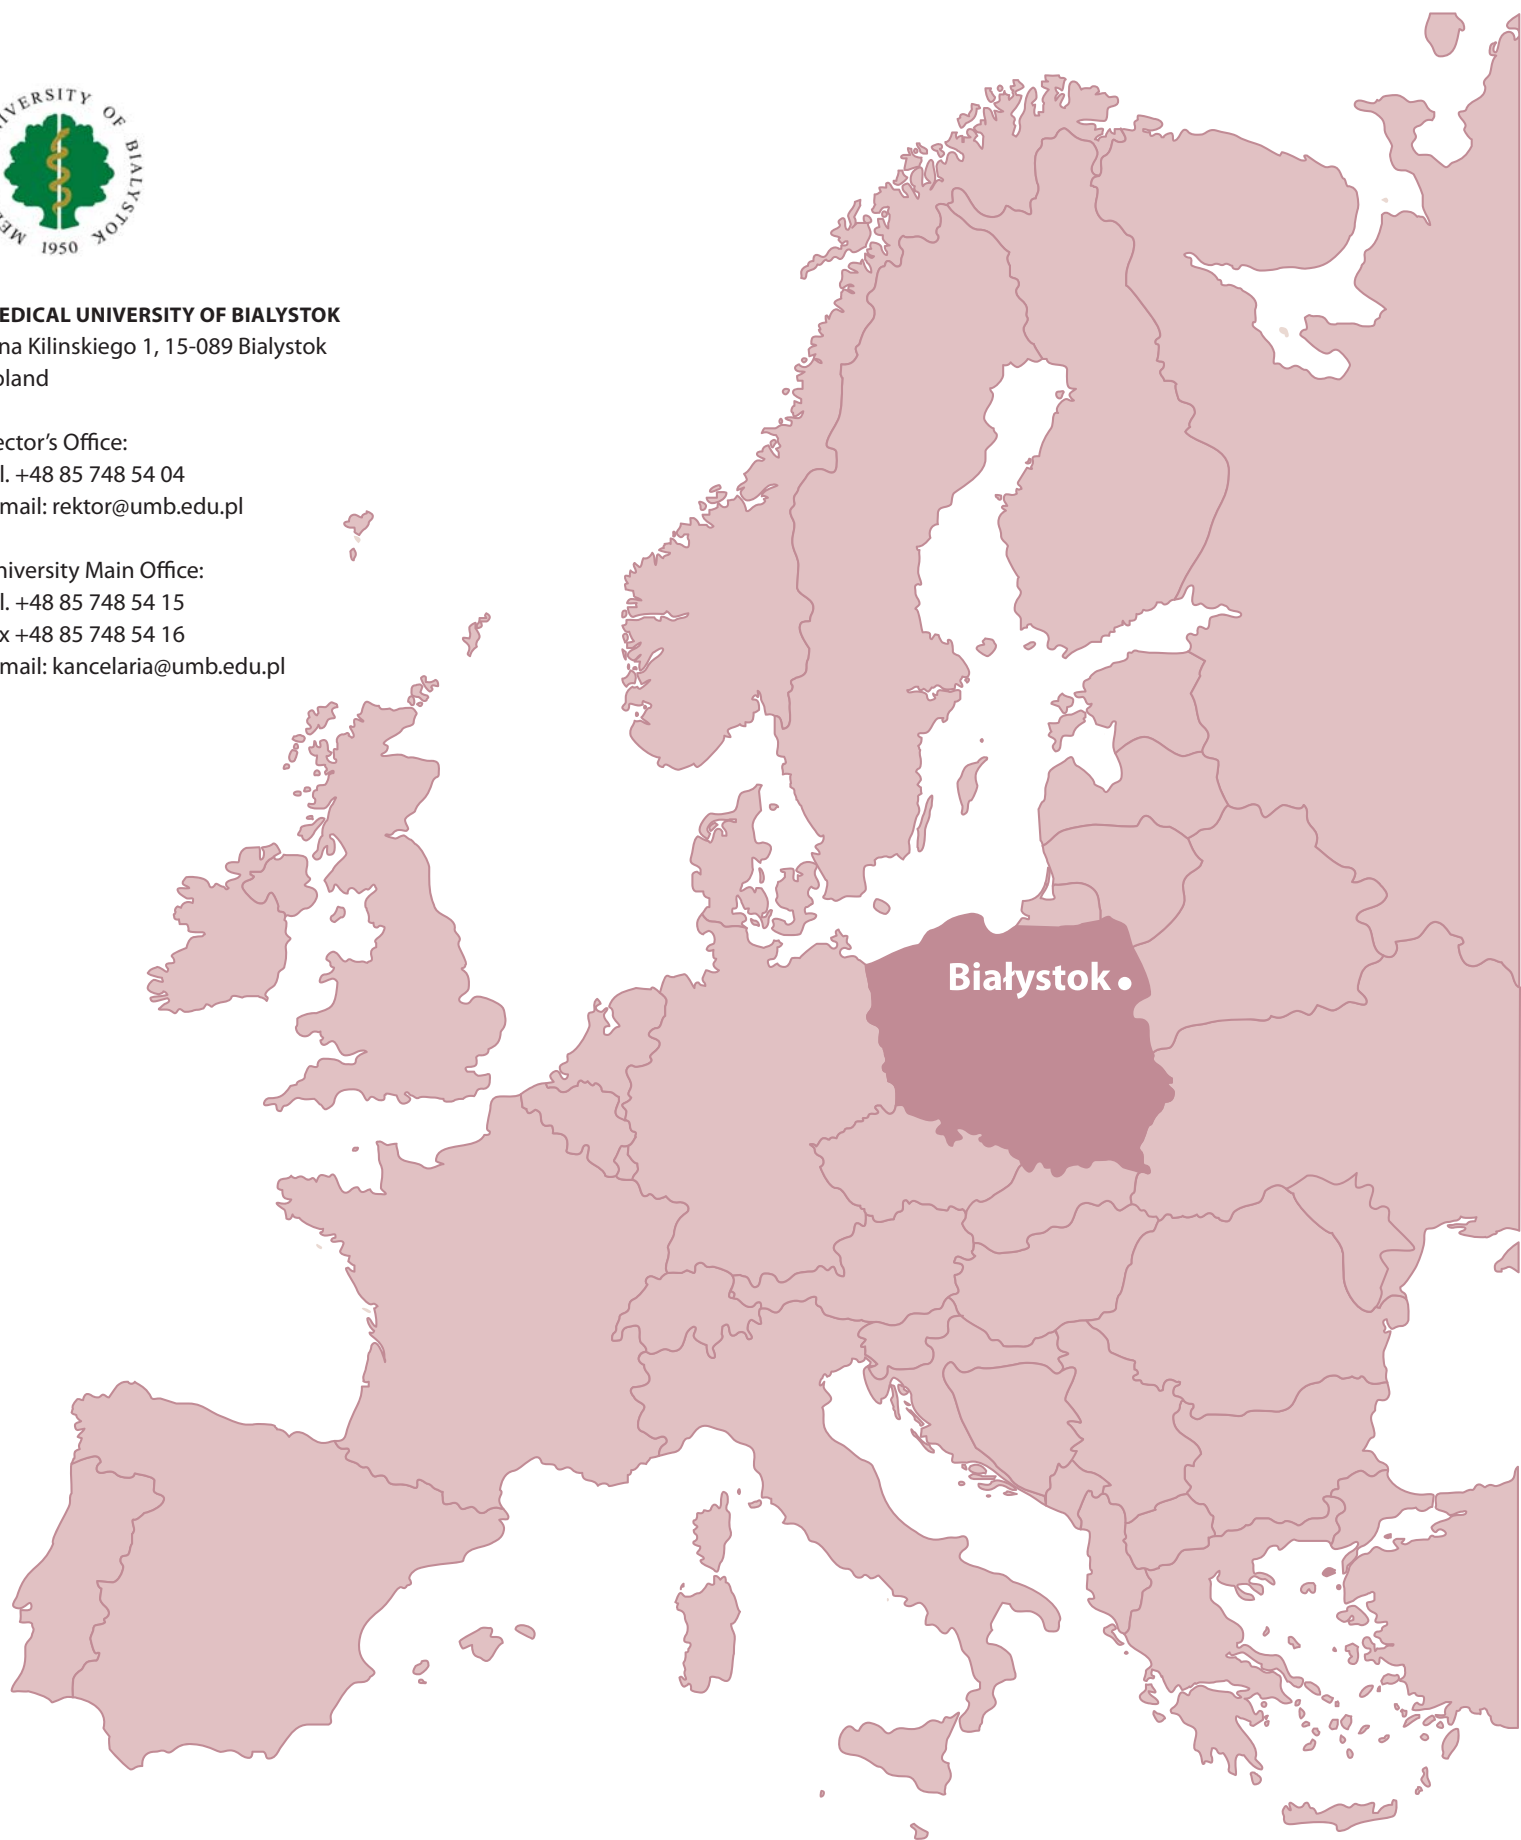 IVERSITY OF BIALYSTOK
ME
1950
EDICAL UNIVERSITY OF BIALYSTOK
na Kilinskiego 1, 15-089 Bialystok
oland
ector's Office:
l. +48 85 748 54 04
mail: rektor@umb.edu.pl
niversity Main Office:
l. +48 85 748 54 15
x +48 85 748 54 16
mail: kancelaria@umb.edu.pl
Białystok